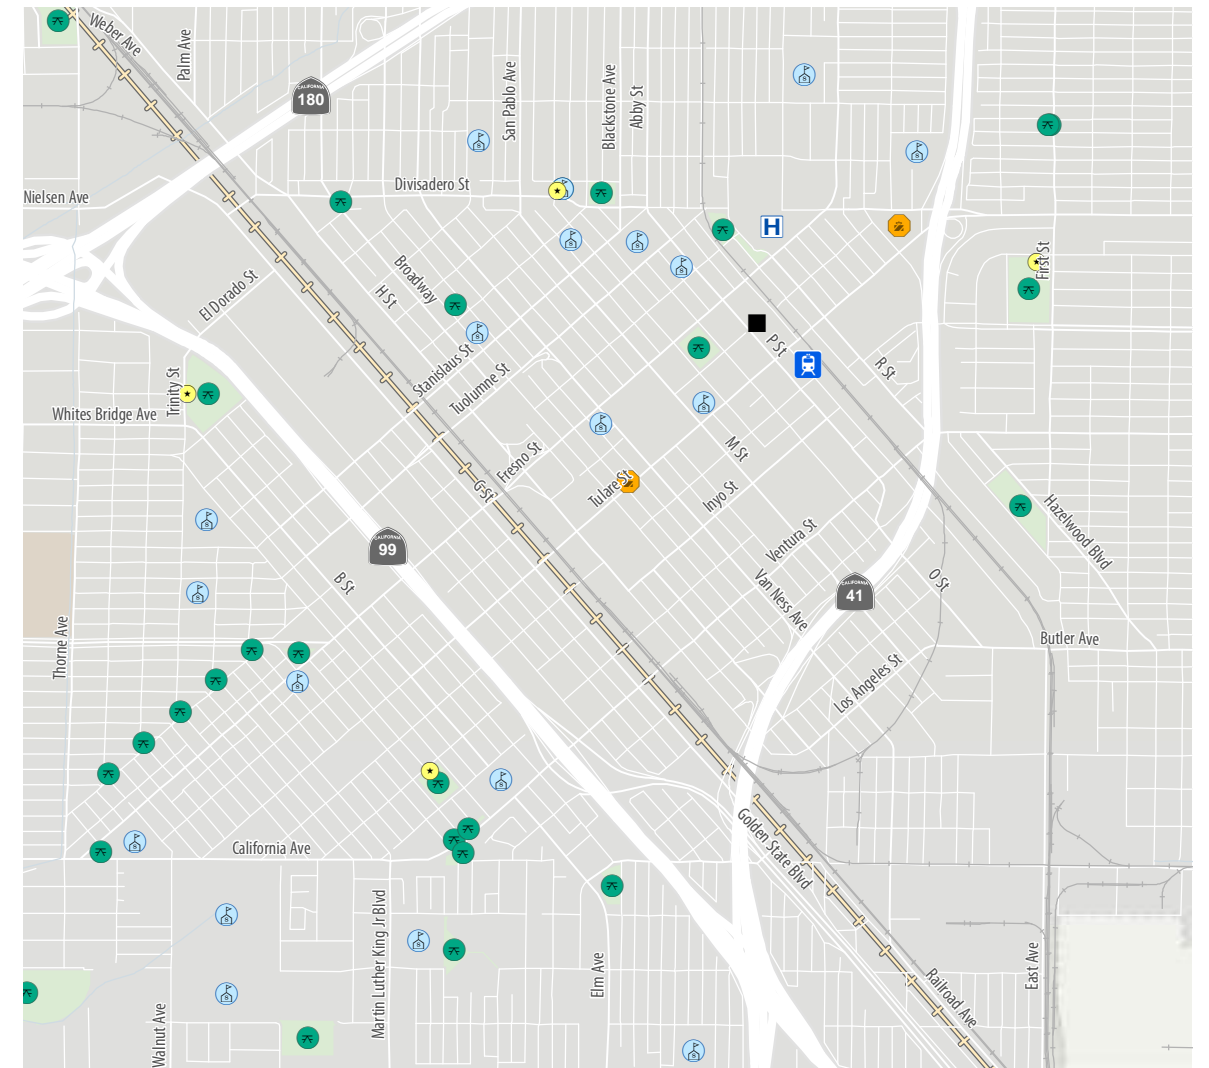 Weber Ave
Palm Ave
CALIFORNIA
180
San Pablo Ave
Backstone Ave
Abby St
S
S
S
Nielsen Ave
Divisadero St
S
S
S
S
H
First St
El Dorado St
H St
Broadway
S
P St
R St
Trinity St
Whites Bridge Ave
Stanislaus St
Tuolumne St
S
S
Fresno St
G St
Tulare St
M St
Inyo St
Ventura St
Hazelwood Blvd
S
CALIFORNIA
99
B St
S
Van Ness Ave
CALIFORNIA
41
O St
Thorne Ave
Butler Ave
S
Los Angeles St
S
S
California Ave
Golden State Blvd
S
S
Martin Luther King Jr Blvd
Elm Ave
S
Walnut Ave
Railroad Ave
East Ave
S